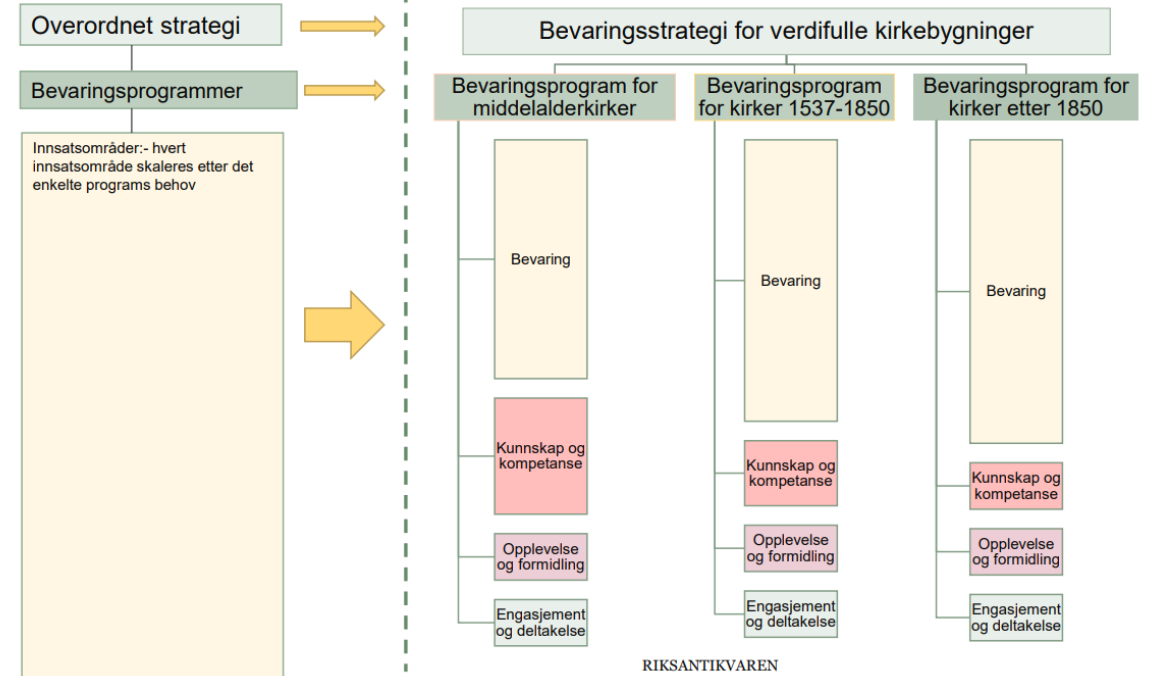 Overordnet strategi
Bevaringsprogrammer
Innsatsområder:- hvert
innsatsområde skaleres etter det
enkelte programs behov
Bevaringsstrategi for verdifulle kirkebygninger
Bevaringsprogram for
middelalderkirker
Bevaring
Kunnskap og
kompetanse
Opplevelse
og formidling
Engasjement
og deltakelse
Bevaringsprogram
for kirker 1537-1850
Bevaring
Kunnskap og
kompetanse
Opplevelse
og formidling
Engasjement
og deltakelse
Bevaringsprogram for
kirker etter 1850
Bevaring
Kunnskap og
kompetanse
Opplevelse
og formidling
Engasjement
og deltakelse
RIKSANTIKVAREN